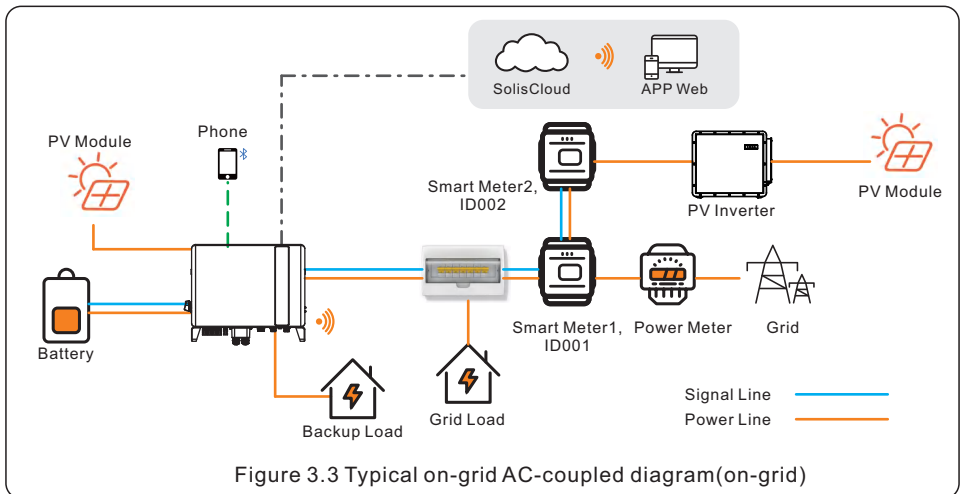 SolisCloud
APP Web
PV Module
Phone
Smart Meter2,
ID002
PV Inverter
PV Module
Battery
Smart Meter1,
ID001
Power Meter
Grid
Backup Load
Grid Load
Signal Line
Power Line
Figure 3.3 Typical on-grid AC-coupled diagram(on-grid)